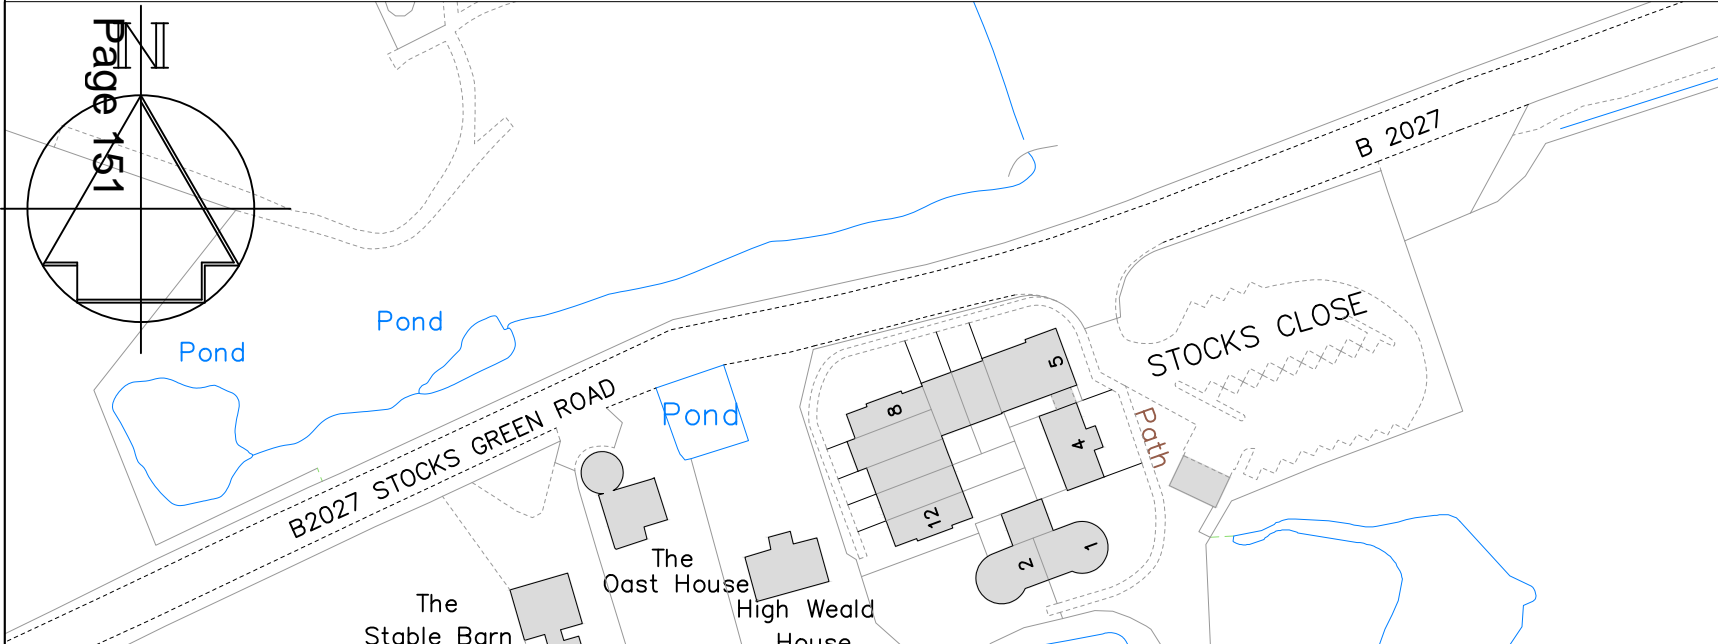 Page 151
N
B 2027
STOCKS CLOSE
Pond
Pond
Pond
B2027 STOCKS GREEN ROAD
Path
5
8
4
12
1
2
The
Oast House
High Weald
House
The
Stable Barn